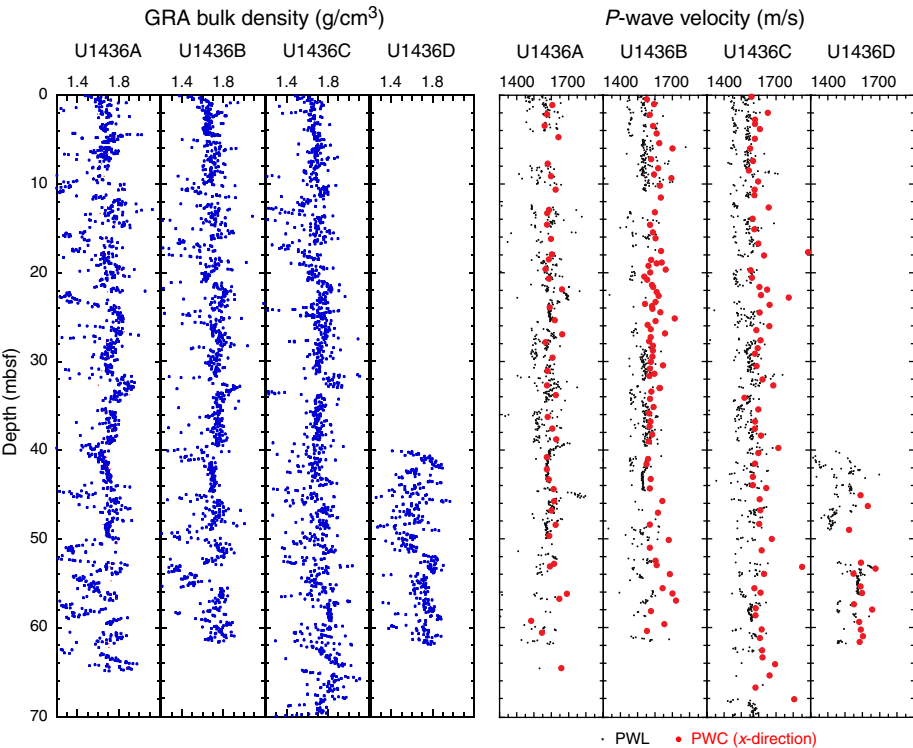 GRA bulk density (g/cm³)
P-wave velocity (m/s)
U1436A U1436B U1436C U1436D U1436A U1436B U1436C U1436D
1.4 1.8 1.4 1.8 1.4 1.8 1.4 1.8 1400 1700 1400 1700 1400 1700 1400 1700
0
10
20
30
40
50
60
70
Depth (mbsf)
PWL PWC (x-direction)